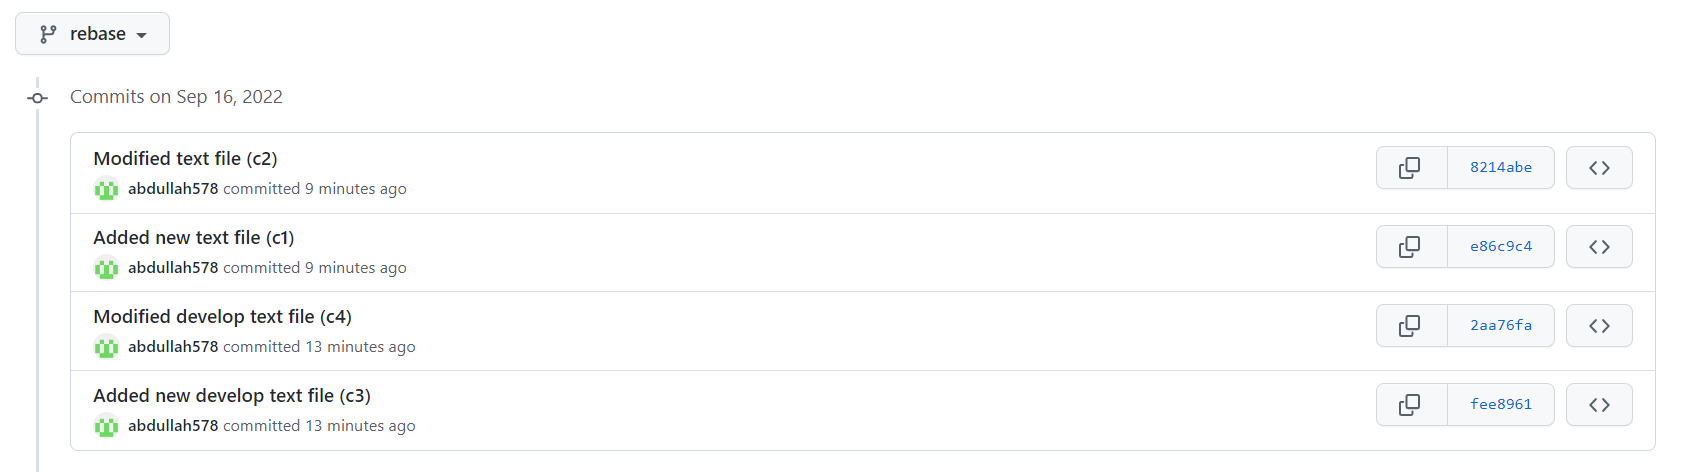 rebase
Commits on Sep 16, 2022
Modified text file (c2)
abdullah578 committed 9 minutes ago
8214abe
Added new text file (c1)
abdullah578 committed 9 minutes ago
e86c9c4
Modified develop text file (c4)
abdullah578 committed 13 minutes ago
2aa76fa
Added new develop text file (c3)
abdullah578 committed 13 minutes ago
fee8961